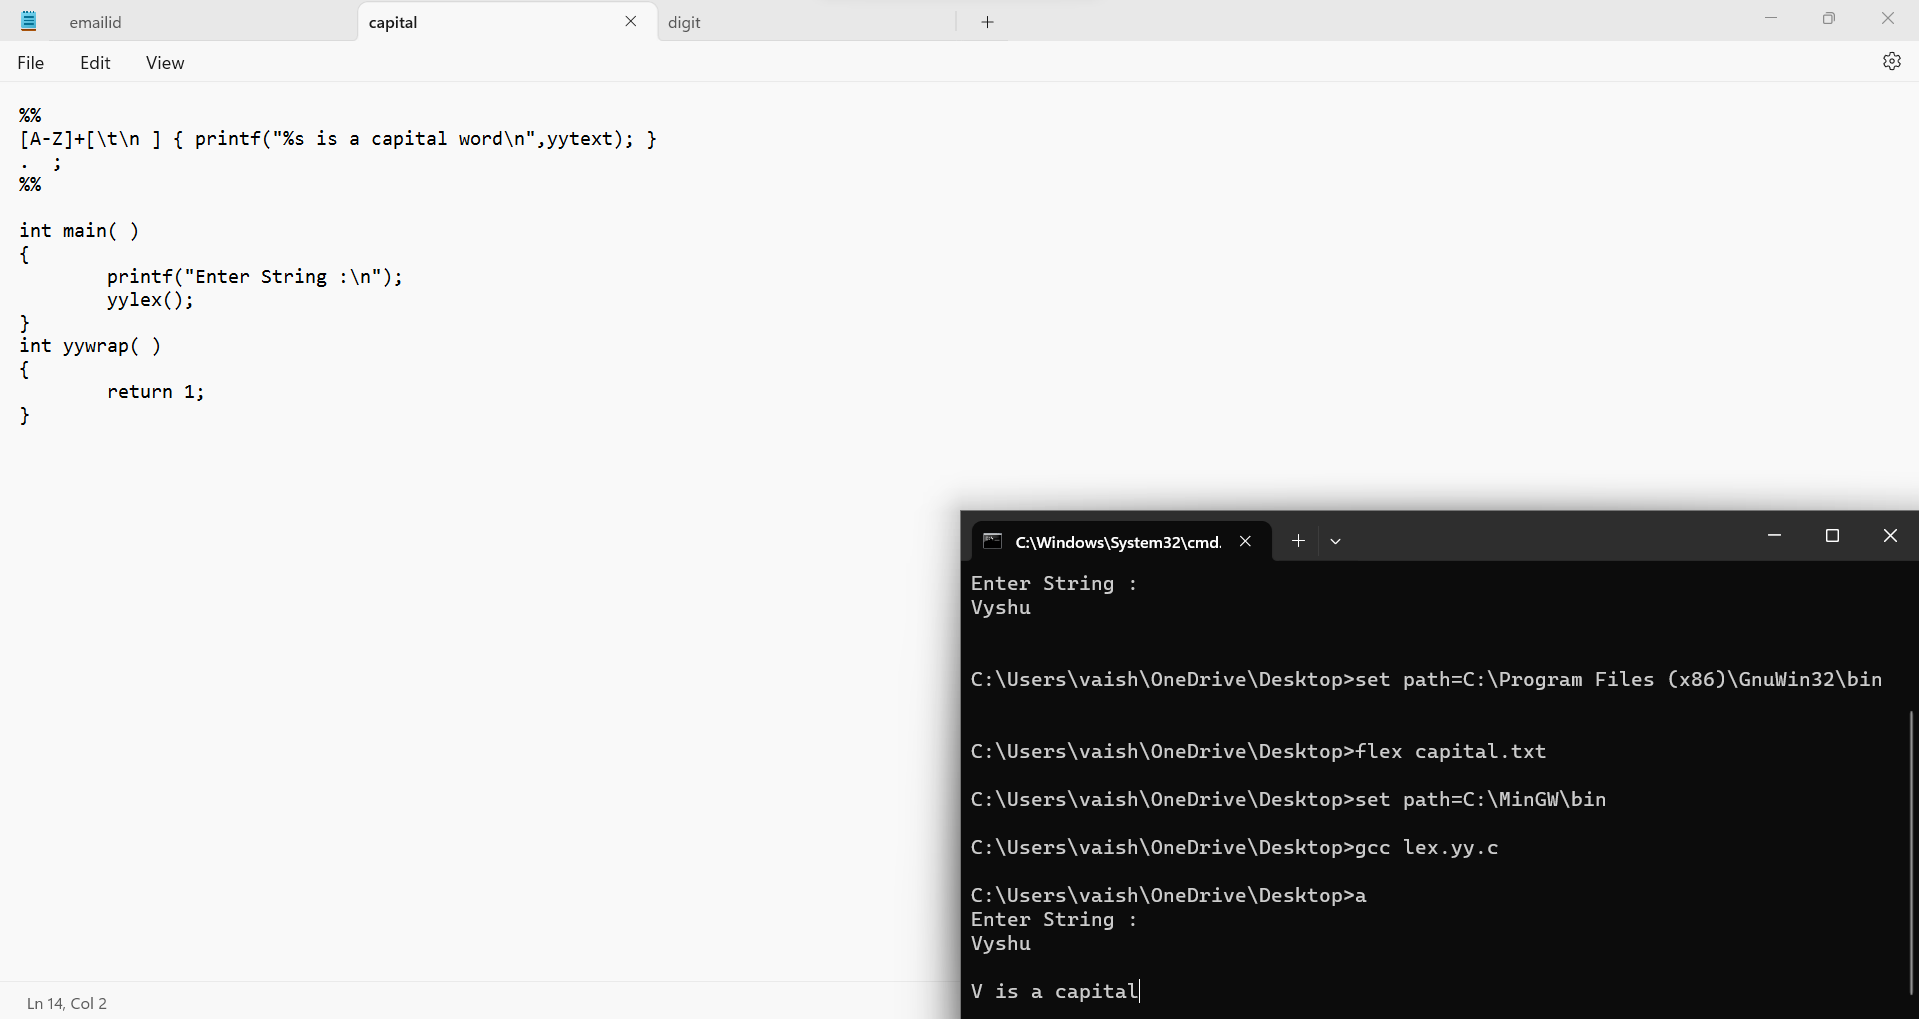 emailid
capital
digit
File Edit View
%%
[A-Z]+[\t\n ] { printf("%s is a capital word\n",yytext); }
. ;
%%
int main( )
{
printf("Enter String :\n");
yylex();
}
int yywrap( )
{
return 1;
}
Ln 14, Col 2
C:\Windows\System32\cmd.
Enter String :
Vyshu
C:\Users\vaish\OneDrive\Desktop>set path=C:\Program Files (x86)\GnuWin32\bin
C:\Users\vaish\OneDrive\Desktop>flex capital.txt
C:\Users\vaish\OneDrive\Desktop>set path=C:\MinGW\bin
C:\Users\vaish\OneDrive\Desktop>gcc lex.yy.c
C:\Users\vaish\OneDrive\Desktop>a
Enter String :
Vyshu
V is a capital